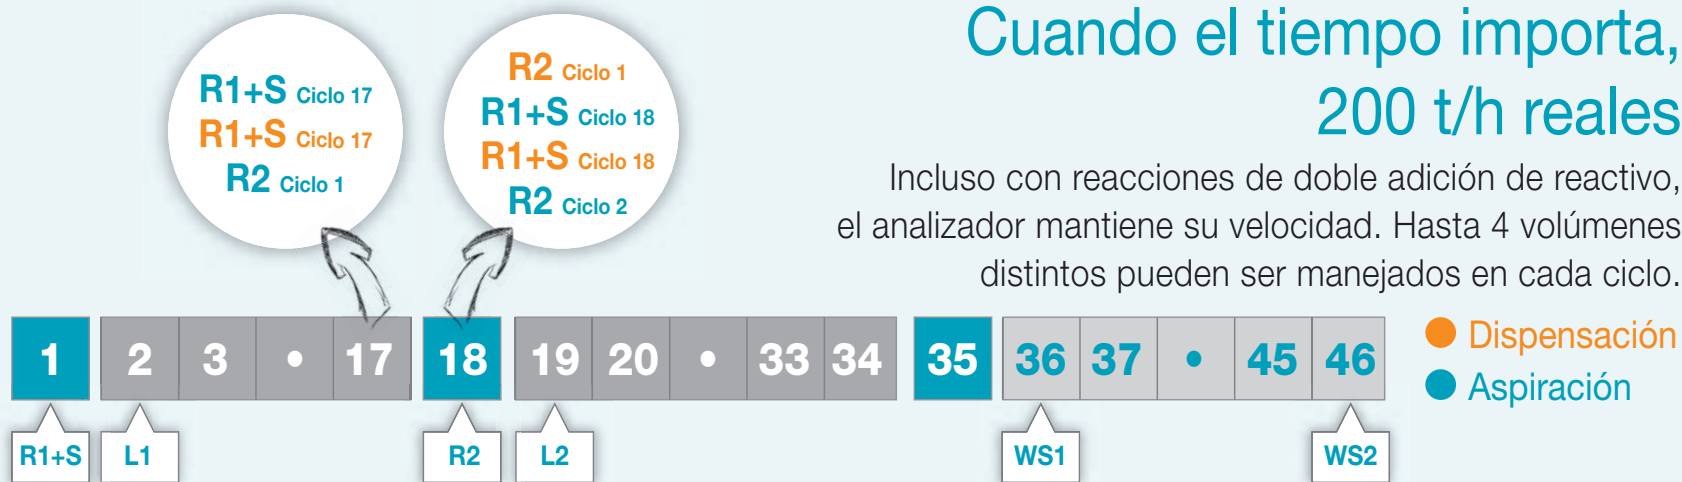 R1+S Ciclo 17
R1+S Ciclo 17
R2 Ciclo 1
R2 Ciclo 1
R1+S Ciclo 18
R1+S Ciclo 18
R2 Ciclo 2
Cuando el tiempo importa,
200 t/h reales
Incluso con reacciones de doble adición de reactivo,
el analizador mantiene su velocidad. Hasta 4 volúmenes
distintos pueden ser manejados en cada ciclo.
1 2 3 • 17 18 19 20 • 33 34 35 36 37 • 45 46
Dispensación
Aspiración
R1+S L1 R2 L2 WS1 WS2